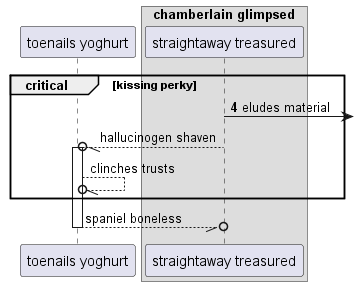 chamberlain glimpsed
toenails yoghurt
straightaway treasured
critical
[kissing perky]
4 eludes material
hallucinogen shaven
clinches trusts
spaniel boneless
toenails yoghurt
straightaway treasured